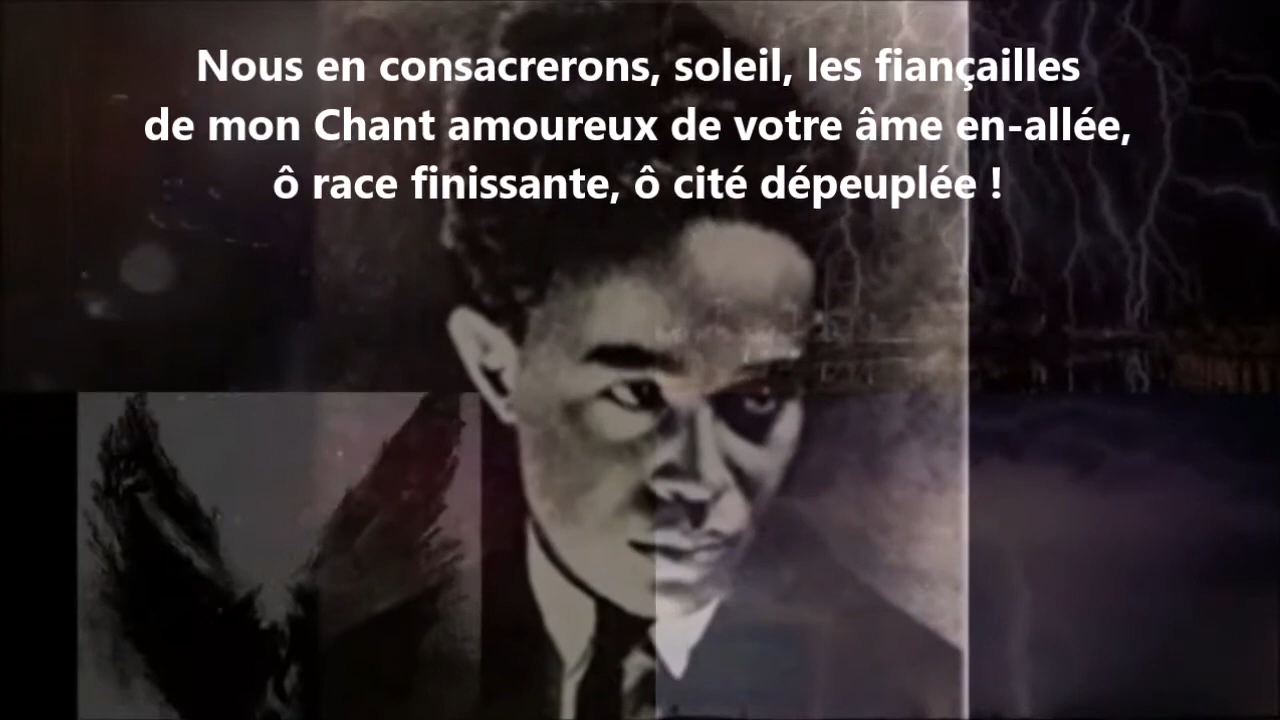 Nous en consacrerons, soleil, les fiançailles
de mon Chant amoureux de votre âme en-allée,
ô race finissante, ô cité dépeuplée !